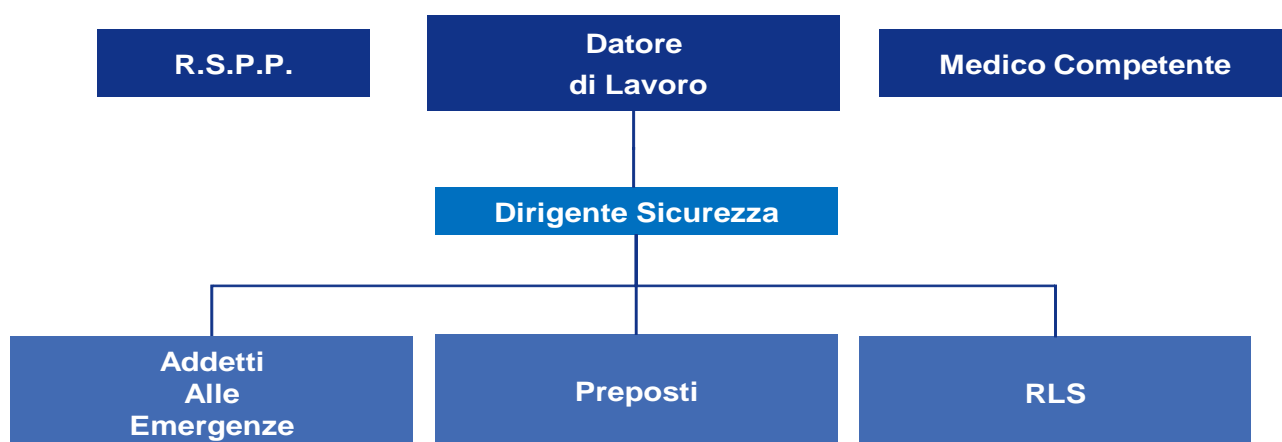 R.S.P.P.
Datore
di Lavoro
Medico Competente
Dirigente Sicurezza
Addetti
Alle
Emergenze
Preposti
RLS